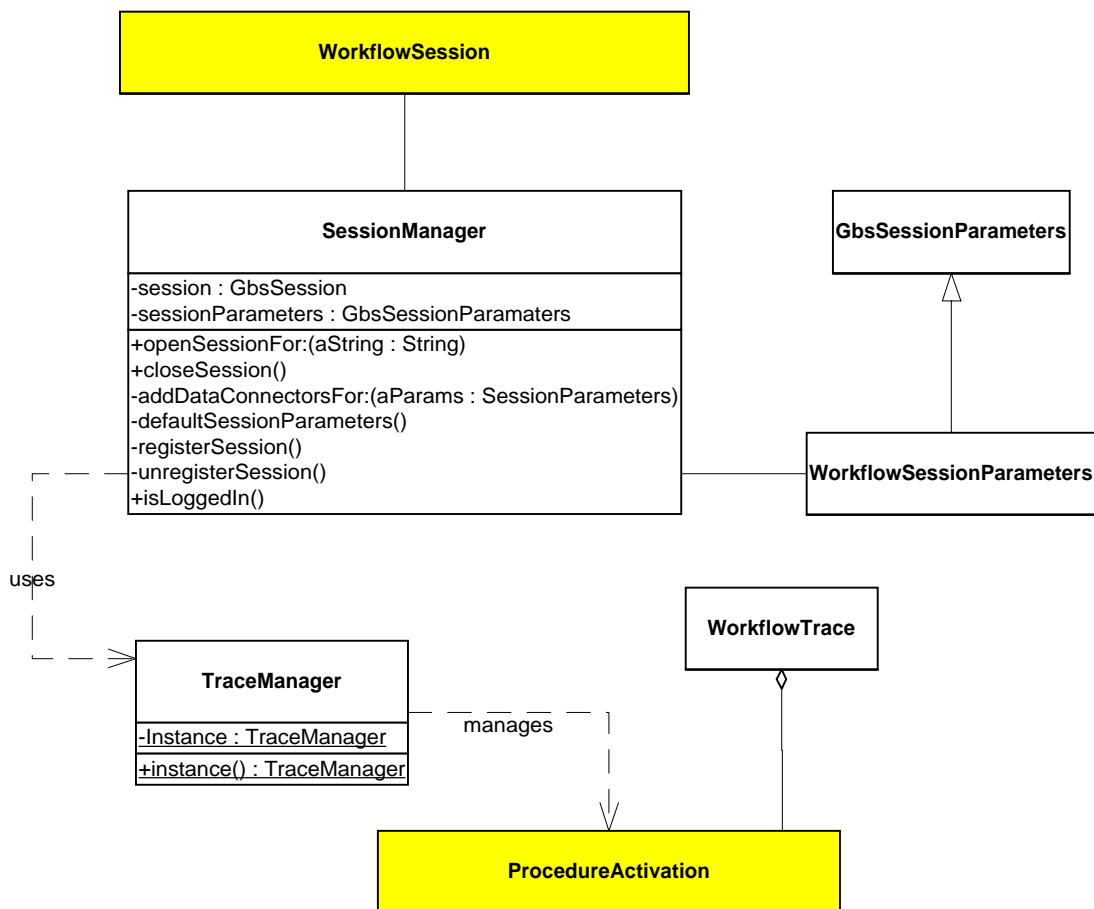 WorkflowSession
SessionManager
-session : GbsSession
-sessionParameters : GbsSessionParamaters
+openSessionFor:(aString : String)
+closeSession()
-addDataConnectorsFor:(aParams : SessionParameters)
-defaultSessionParameters()
-registerSession()
-unregisterSession()
+isLoggedIn()
GbsSessionParameters
WorkflowSessionParameters
uses
TraceManager
-Instance : TraceManager
+instance() : TraceManager
manages
WorkflowTrace
ProcedureActivation